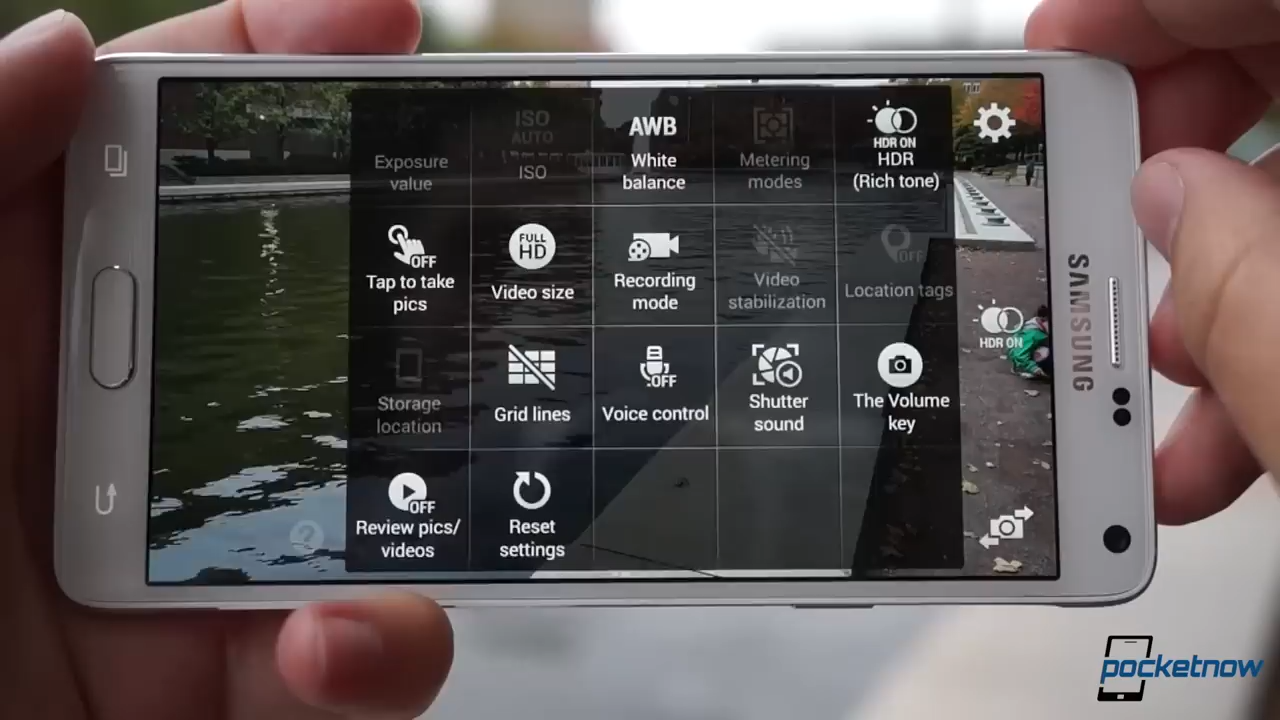 ISO
AUTO
AWB
HDR ON
Exposure
value
ISO
White
balance
Metering
modes
HDR
(Rich tone)
OFF
FULL
HD
OFF
Tap to take
pics
Video size
Recording
mode
Video
stabilization
Location tags
HDR ON
OFF
Storage
location
Grid lines
Voice control
Shutter
sound
The Volume
key
OFF
Review pics/
videos
Reset
settings
?
SAMSUNG
pocketnow